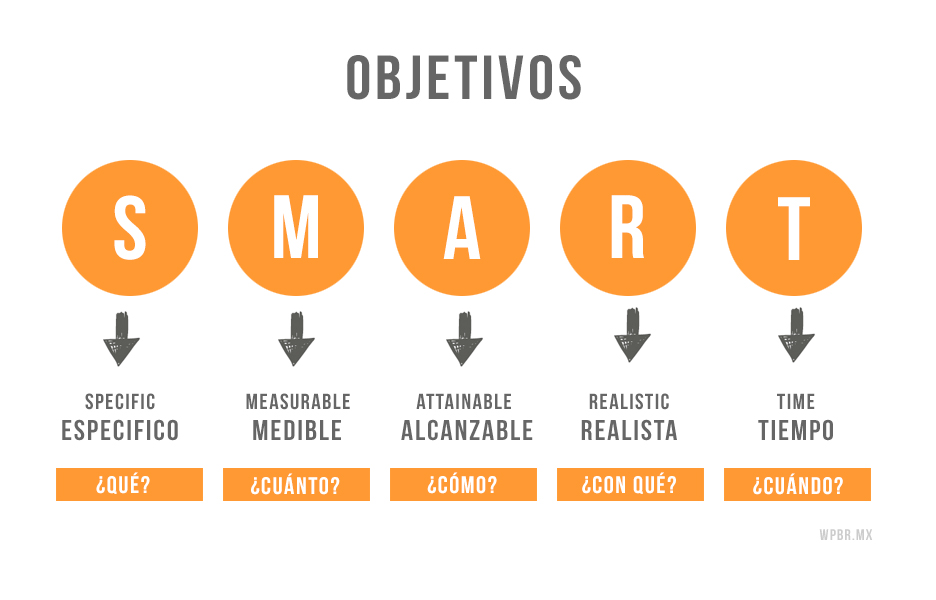 OBJETIVOS
S M A R T
SPECIFIC MEASURABLE ATTAINABLE REALISTIC TIME
ESPECIFICO MEDIBLE ALCANZABLE REALISTA TIEMPO
¿QUÉ? ¿CUÁNTO? ¿CÓMO? ¿CON QUÉ? ¿CUÁNDO?
WPBR.MX